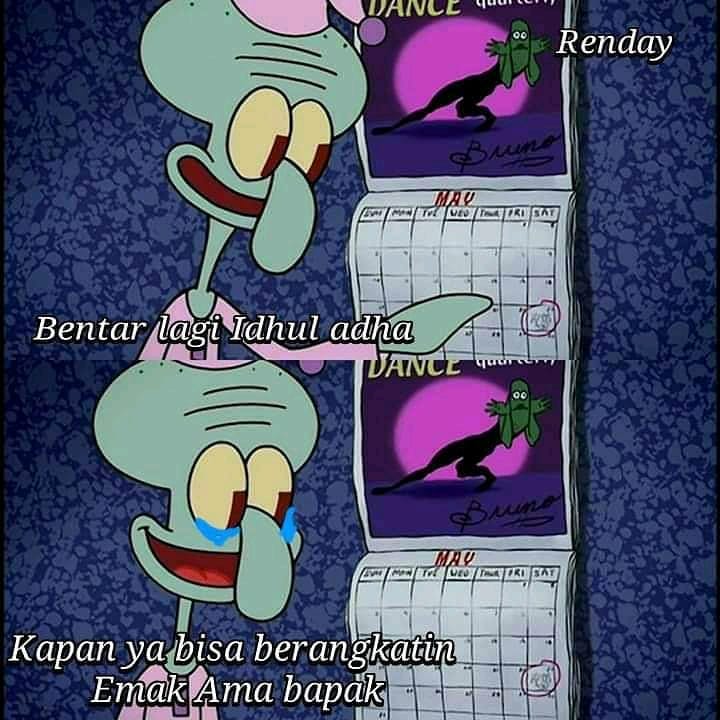 DANCE quarterly
Renday
Bruno
MAY
SUN MON TUE WED THUR FRI SAT
Bentar lagi Idhul adha
DANCE
Bruno
MAY
SUN MON TUE WED THUR FRI SAT
Kapan ya bisa berangkatin
Emak Ama bapak